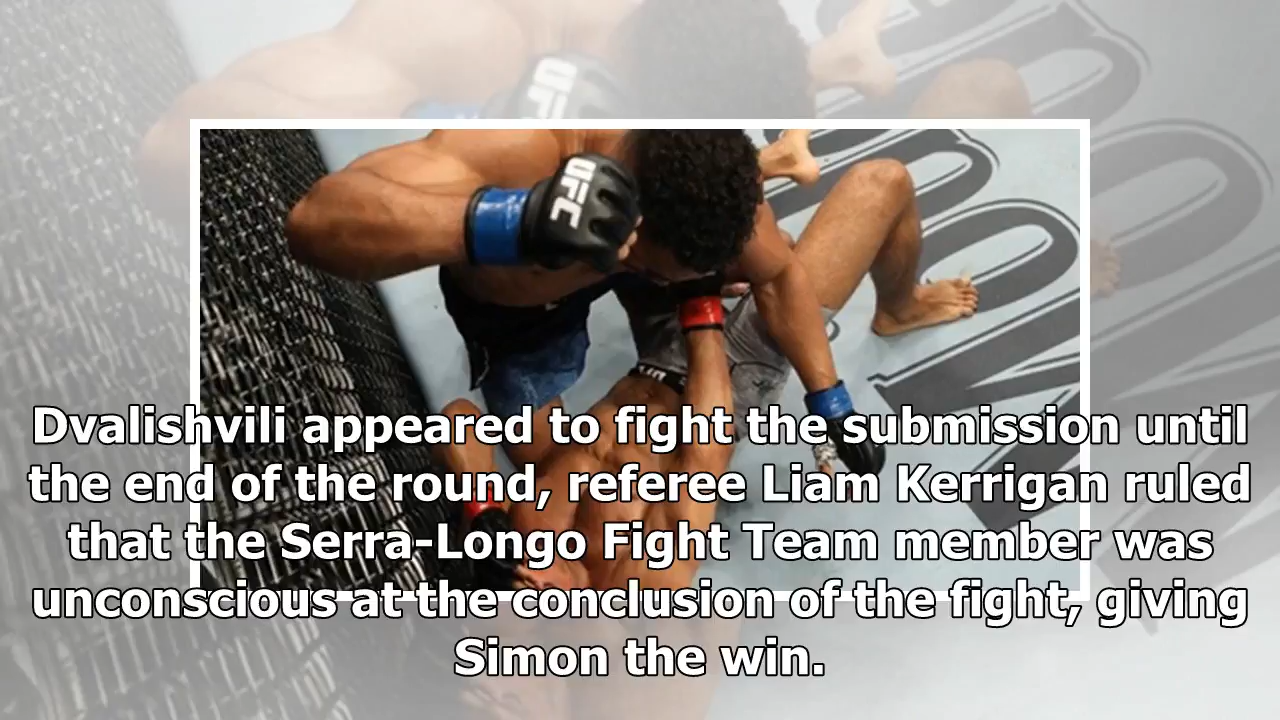 UFC
Dvalishvili appeared to fight the submission until
the end of the round, referee Liam Kerrigan ruled
that the Serra-Longo Fight Team member was
unconscious at the conclusion of the fight, giving
Simon the win.